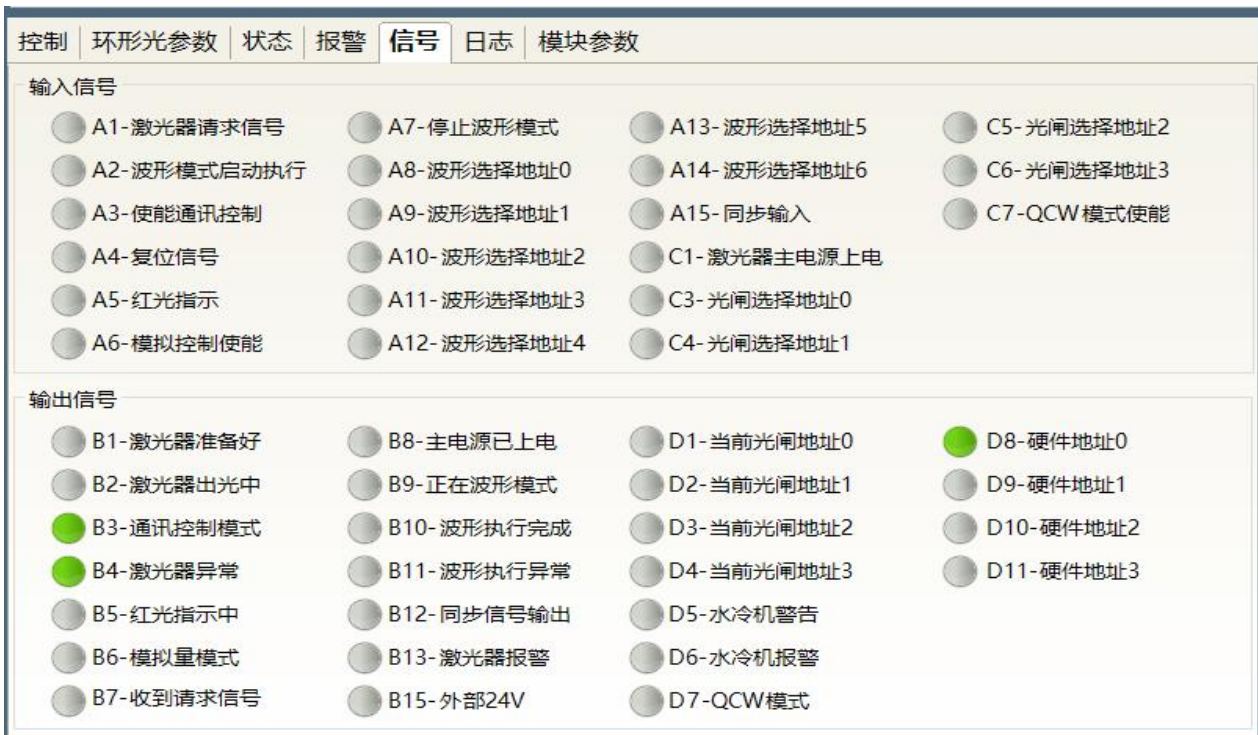 控制 环形光参数 状态 报警 信号 日志 模块参数
输入信号
A1-激光器请求信号 A7-停止波形模式 A13-波形选择地址5 C5-光闸选择地址2
A2-波形模式启动执行 A8-波形选择地址0 A14-波形选择地址6 C6-光闸选择地址3
A3-使能通讯控制 A9-波形选择地址1 A15-同步输入 C7-QCW模式使能
A4-复位信号 A10-波形选择地址2 C1-激光器主电源上电
A5-红光指示 A11-波形选择地址3 C3-光闸选择地址0
A6-模拟控制使能 A12-波形选择地址4 C4-光闸选择地址1
输出信号
B1-激光器准备好 B8-主电源已上电 D1-当前光闸地址0 D8-硬件地址0
B2-激光器出光中 B9-正在波形模式 D2-当前光闸地址1 D9-硬件地址1
B3-通讯控制模式 B10-波形执行完成 D3-当前光闸地址2 D10-硬件地址2
B4-激光器异常 B11-波形执行异常 D4-当前光闸地址3 D11-硬件地址3
B5-红光指示中 B12-同步信号输出 D5-水冷机警告
B6-模拟量模式 B13-激光器报警 D6-水冷机报警
B7-收到请求信号 B15-外部24V D7-QCW模式